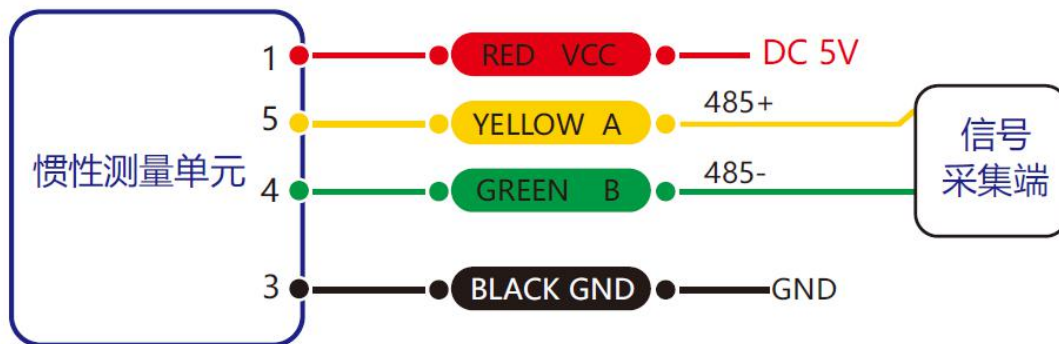 惯性测量单元
1 RED VCC DC 5V
5 YELLOW A 485+
4 GREEN B 485-
3 BLACK GND GND
信号
采集端